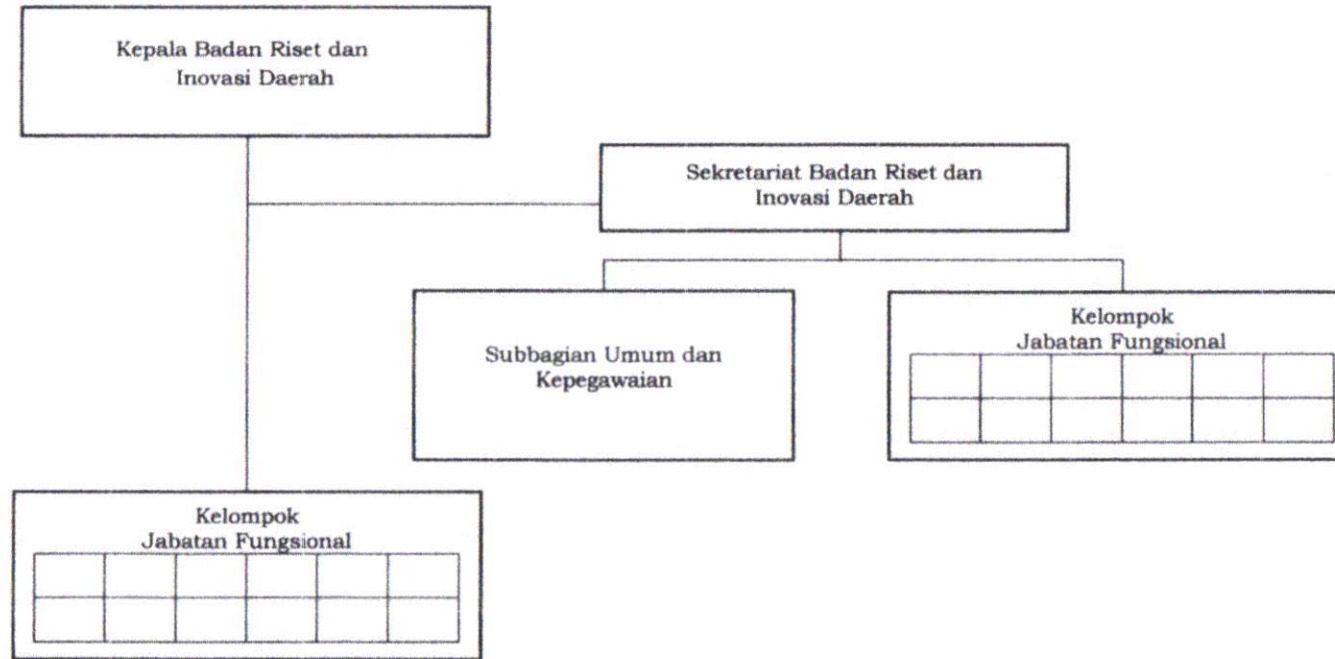 Kepala Badan Riset dan
Inovasi Daerah
Sekretariat Badan Riset dan
Inovasi Daerah
Subbagian Umum dan
Kepegawaian
Kelompok
Jabatan Fungsional
Kelompok
Jabatan Fungsional